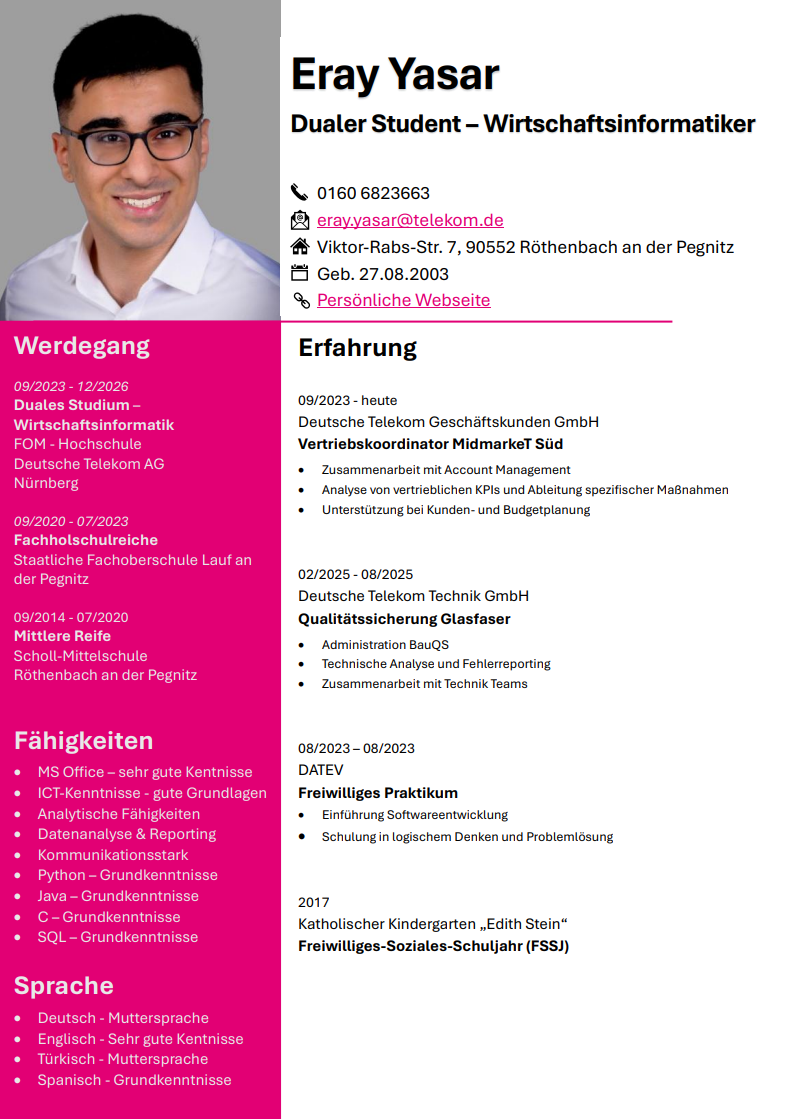 Eray Yasar
Dualer Student – Wirtschaftsinformatiker
0160 6823663
eray.yasar@telekom.de
Viktor-Rabs-Str. 7, 90552 Röthenbach an der Pegnitz
Geb. 27.08.2003
Persönliche Webseite
Werdegang
09/2023 - 12/2026
Duales Studium –
Wirtschaftsinformatik
FOM - Hochschule
Deutsche Telekom AG
Nürnberg
09/2020 - 07/2023
Fachholschulreiche
Staatliche Fachoberschule Lauf an
der Pegnitz
09/2014 - 07/2020
Mittlere Reife
Scholl-Mittelschule
Röthenbach an der Pegnitz
Fähigkeiten
• MS Office – sehr gute Kentnisse
• ICT-Kenntnisse - gute Grundlagen
• Analytische Fähigkeiten
• Datenanalyse & Reporting
• Kommunikationsstark
• Python – Grundkenntnisse
• Java – Grundkenntnisse
• C – Grundkenntnisse
• SQL – Grundkenntnisse
Sprache
• Deutsch - Muttersprache
• Englisch - Sehr gute Kentnisse
• Türkisch - Muttersprache
• Spanisch - Grundkenntnisse
Erfahrung
09/2023 - heute
Deutsche Telekom Geschäftskunden GmbH
Vertriebskoordinator MidmarkeT Süd
• Zusammenarbeit mit Account Management
• Analyse von vertrieblichen KPIs und Ableitung spezifischer Maßnahmen
• Unterstützung bei Kunden- und Budgetplanung
02/2025 - 08/2025
Deutsche Telekom Technik GmbH
Qualitätssicherung Glasfaser
• Administration BauQS
• Technische Analyse und Fehlerreporting
• Zusammenarbeit mit Technik Teams
08/2023 – 08/2023
DATEV
Freiwilliges Praktikum
• Einführung Softwareentwicklung
• Schulung in logischem Denken und Problemlösung
2017
Katholischer Kindergarten „Edith Stein“
Freiwilliges-Soziales-Schuljahr (FSSJ)